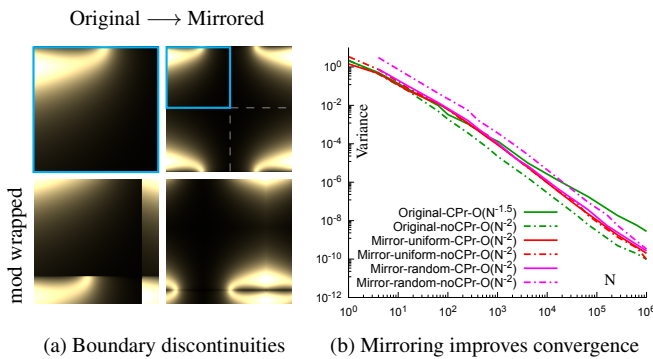 Original → Mirrored
mod wrapped
(a) Boundary discontinuities
Variance
10^0
10^-2
10^-4
10^-6
10^-8
10^-10
10^-12
Original-CPr-O(N^-1.5)
Original-noCPr-O(N^-2)
Mirror-uniform-CPr-O(N^-2)
Mirror-uniform-noCPr-O(N^-2)
Mirror-random-CPr-O(N^-2)
Mirror-random-noCPr-O(N^-2)
N
10^0 10^1 10^2 10^3 10^4 10^5 10^6
(b) Mirroring improves convergence